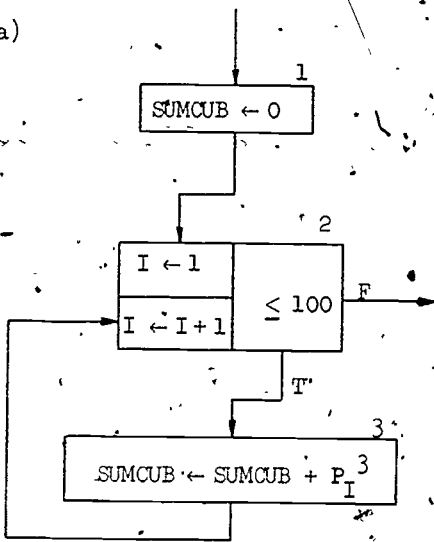 a)
1
SUMCUB ← 0
2
I ← 1
≤ 100
F
I ← I+1
T
3
SUMCUB ← SUMCUB + P_I^3